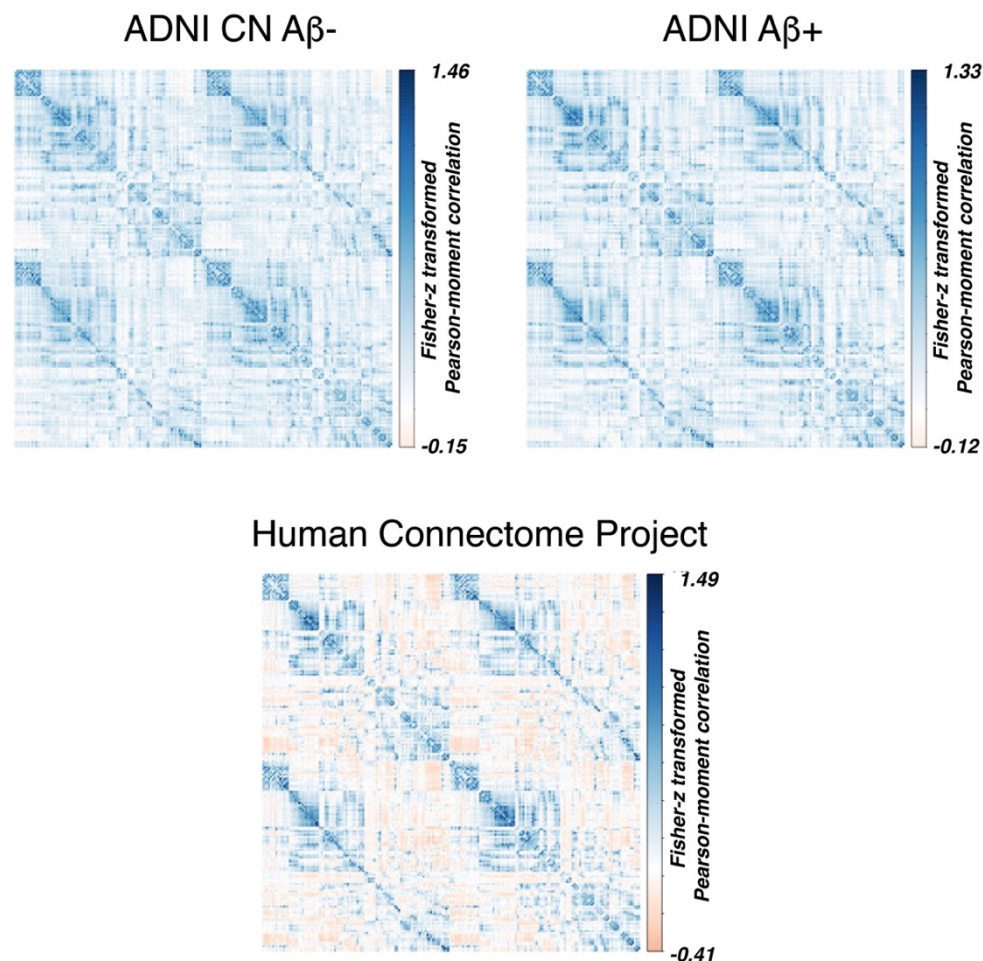 ADNI CN Aβ-
1.46
Fisher-z transformed
Pearson-moment correlation
-0.15
ADNI Aβ+
1.33
Fisher-z transformed
Pearson-moment correlation
-0.12
Human Connectome Project
1.49
Fisher-z transformed
Pearson-moment correlation
-0.41